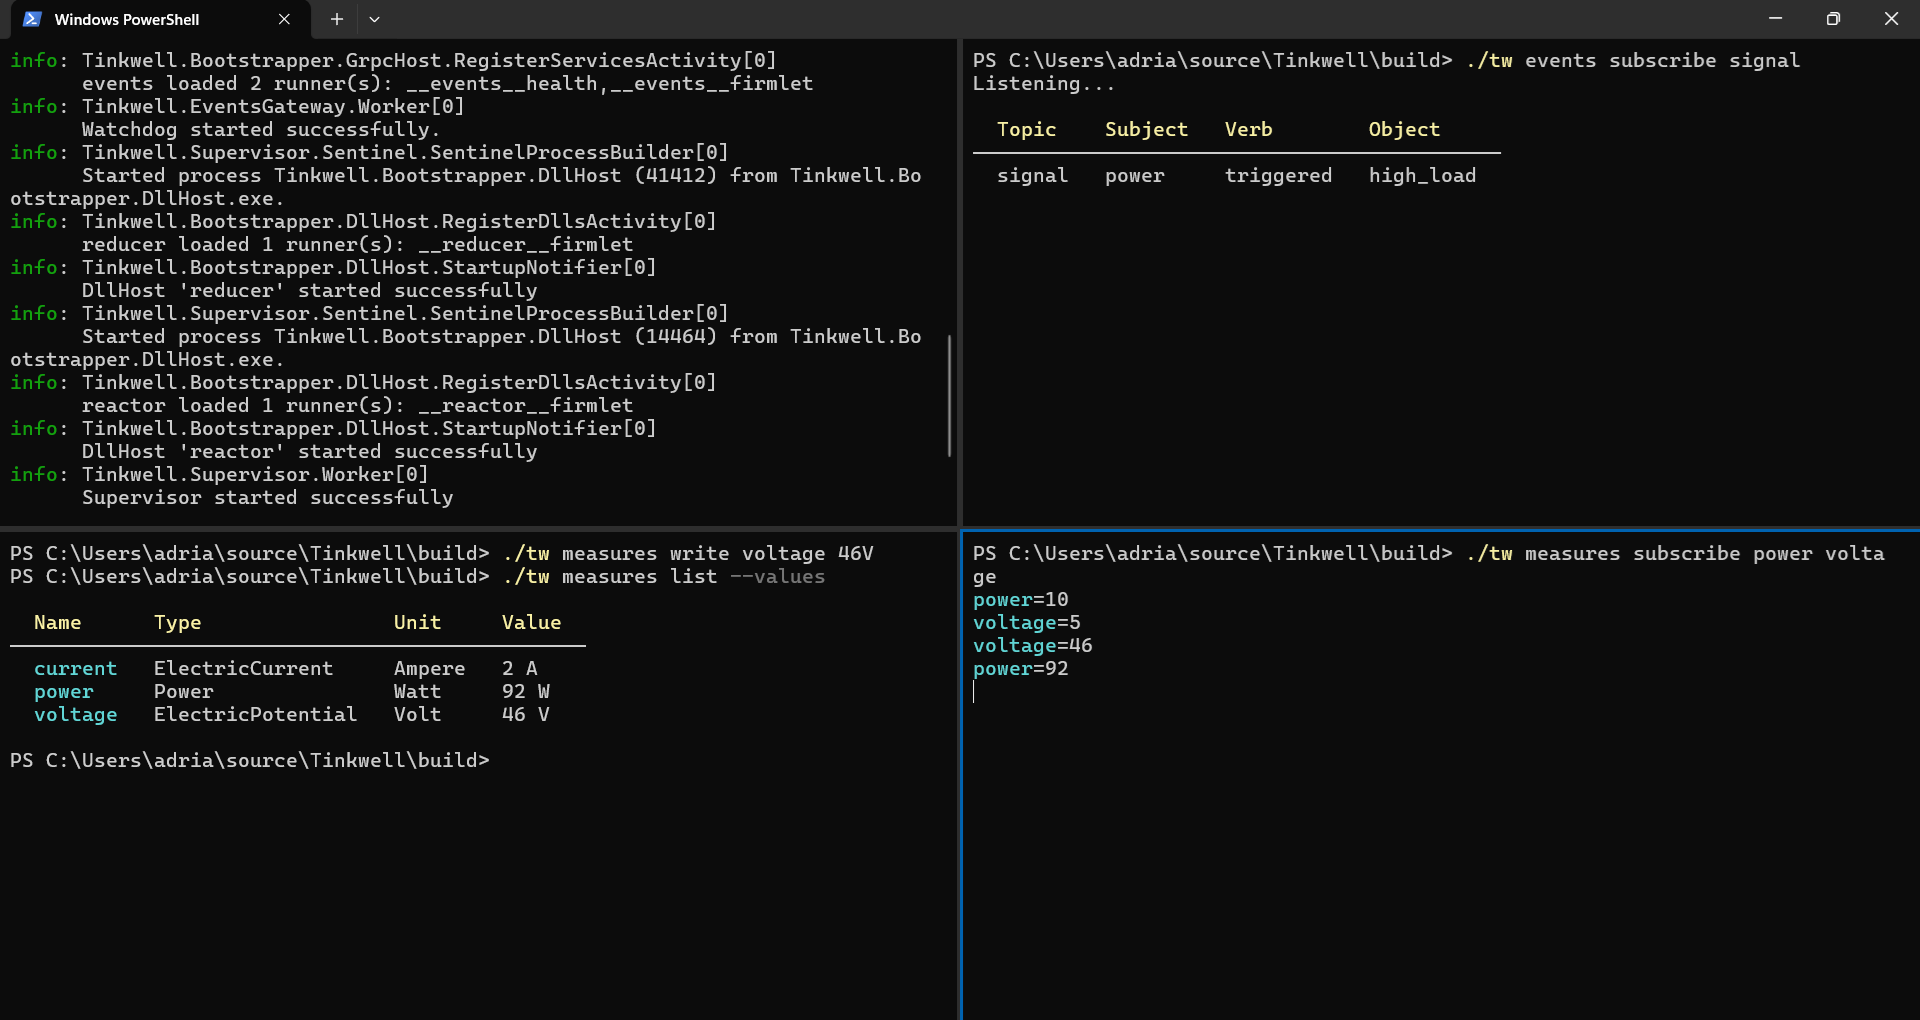 Windows PowerShell
info: Tinkwell.Bootstrapper.GrpcHost.RegisterServicesActivity[0]
events loaded 2 runner(s): __events__health,__events__firmlet
info: Tinkwell.EventsGateway.Worker[0]
Watchdog started successfully.
info: Tinkwell.Supervisor.Sentinel.SentinelProcessBuilder[0]
Started process Tinkwell.Bootstrapper.DllHost (41412) from Tinkwell.Bo
otstrapper.DllHost.exe.
info: Tinkwell.Bootstrapper.DllHost.RegisterDllsActivity[0]
reducer loaded 1 runner(s): __reducer__firmlet
info: Tinkwell.Bootstrapper.DllHost.StartupNotifier[0]
DllHost 'reducer' started successfully
info: Tinkwell.Supervisor.Sentinel.SentinelProcessBuilder[0]
Started process Tinkwell.Bootstrapper.DllHost (14464) from Tinkwell.Bo
otstrapper.DllHost.exe.
info: Tinkwell.Bootstrapper.DllHost.RegisterDllsActivity[0]
reactor loaded 1 runner(s): __reactor__firmlet
info: Tinkwell.Bootstrapper.DllHost.StartupNotifier[0]
DllHost 'reactor' started successfully
info: Tinkwell.Supervisor.Worker[0]
Supervisor started successfully
PS C:\Users\adria\source\Tinkwell\build> ./tw events subscribe signal
Listening...
Topic Subject Verb Object
signal power triggered high_load
PS C:\Users\adria\source\Tinkwell\build> ./tw measures write voltage 46V
PS C:\Users\adria\source\Tinkwell\build> ./tw measures list --values
Name Type Unit Value
current ElectricCurrent Ampere 2 A
power Power Watt 92 W
voltage ElectricPotential Volt 46 V
PS C:\Users\adria\source\Tinkwell\build>
PS C:\Users\adria\source\Tinkwell\build> ./tw measures subscribe power volta
ge
power=10
voltage=5
voltage=46
power=92